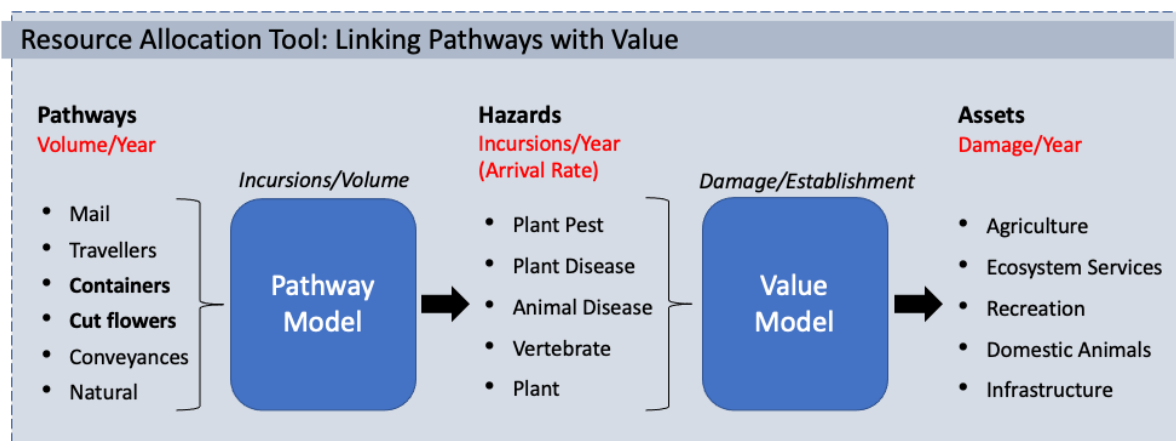 Resource Allocation Tool: Linking Pathways with Value
Pathways
Volume/Year
• Mail
• Travellers
• Containers
• Cut flowers
• Conveyances
• Natural
Incursions/Volume
Pathway
Model
Hazards
Incursions/Year
(Arrival Rate)
• Plant Pest
• Plant Disease
• Animal Disease
• Vertebrate
• Plant
Damage/Establishment
Value
Model
Assets
Damage/Year
• Agriculture
• Ecosystem Services
• Recreation
• Domestic Animals
• Infrastructure